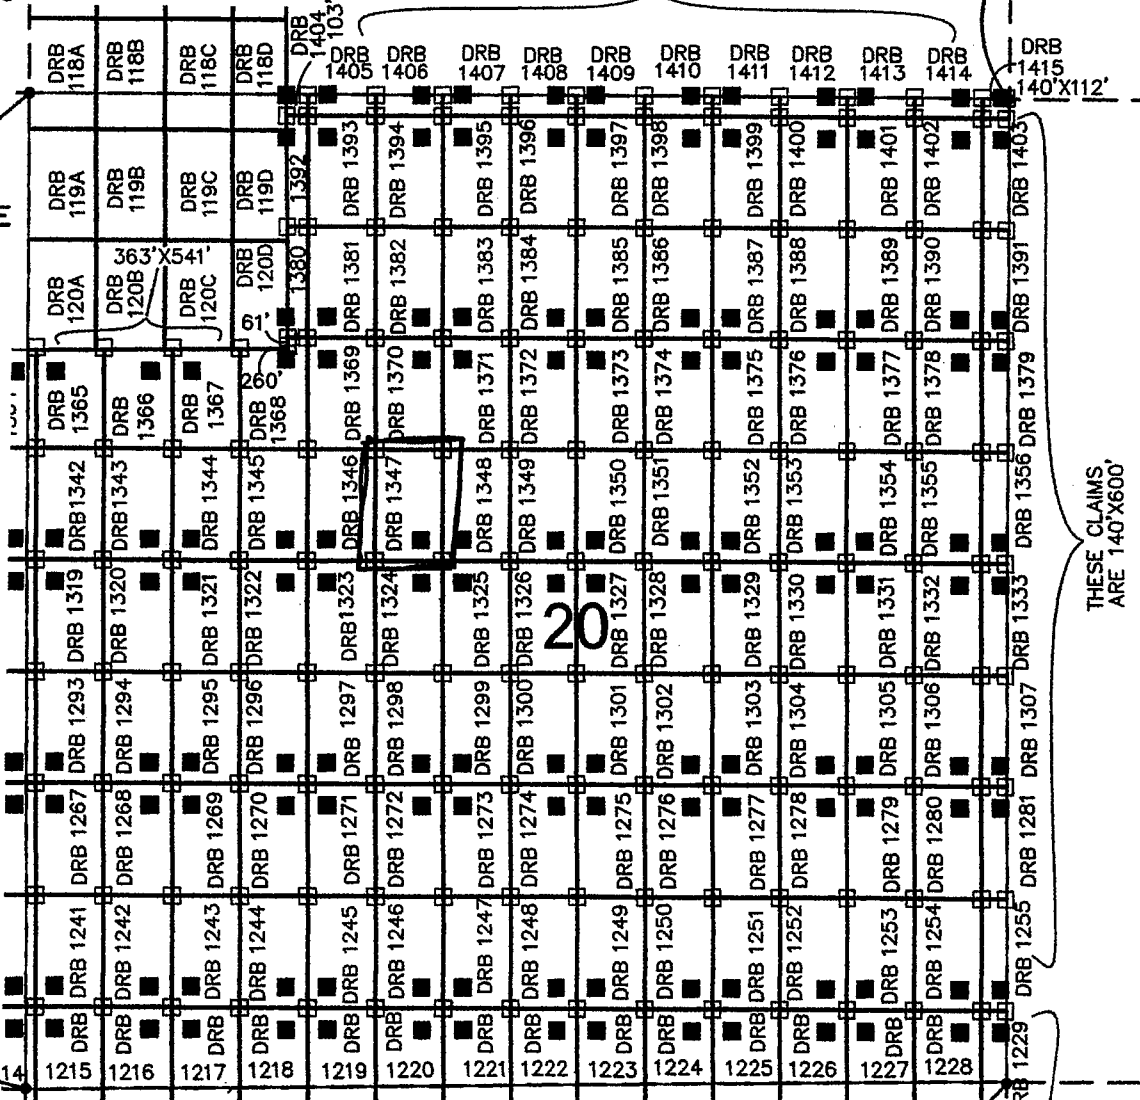 DRB 1404
103'
DRB 1405
DRB 1406
DRB 1407
DRB 1408
DRB 1409
DRB 1410
DRB 1411
DRB 1412
DRB 1413
DRB 1414
DRB 1415
140'X112'
DRB 118A
DRB 118B
DRB 118C
DRB 118D
DRB 119A
DRB 119B
DRB 119C
DRB 119D
1392
DRB 1393
DRB 1394
DRB 1395
DRB 1396
DRB 1397
DRB 1398
DRB 1399
DRB 1400
DRB 1401
DRB 1402
DRB 1403
363'X541'
DRB 120A
DRB 120B
DRB 120C
DRB 120D
1380
DRB 1381
DRB 1382
DRB 1383
DRB 1384
DRB 1385
DRB 1386
DRB 1387
DRB 1388
DRB 1389
DRB 1390
DRB 1391
61'
260'
DRB 1365
DRB 1366
DRB 1367
DRB 1368
DRB 1369
DRB 1370
DRB 1371
DRB 1372
DRB 1373
DRB 1374
DRB 1375
DRB 1376
DRB 1377
DRB 1378
DRB 1379
DRB1342
DRB1343
DRB 1344
DRB 1345
DRB 1346
DRB 1347
DRB 1348
DRB 1349
DRB 1350
DRB 1351
DRB 1352
DRB 1353
DRB 1354
DRB 1355
DRB 1356
THESE CLAIMS
ARE 140'X600'
DRB 1319
DRB 1320
DRB 1321
DRB 1322
DRB1323
DRB 1324
DRB 1325
DRB 1326
DRB 1327
DRB 1328
DRB 1329
DRB 1330
DRB 1331
DRB 1332
DRB 1333
20
DRB 1293
DRB 1294
DRB 1295
DRB 1296
DRB 1297
DRB 1298
DRB 1299
DRB 1300
DRB 1301
DRB 1302
DRB 1303
DRB 1304
DRB 1305
DRB 1306
DRB 1307
DRB 1267
DRB 1268
DRB 1269
DRB 1270
DRB 1271
DRB 1272
DRB 1273
DRB 1274
DRB 1275
DRB 1276
DRB 1277
DRB 1278
DRB 1279
DRB 1280
DRB 1281
DRB 1241
DRB 1242
DRB 1243
DRB 1244
DRB 1245
DRB 1246
DRB 1247
DRB 1248
DRB 1249
DRB 1250
DRB 1251
DRB 1252
DRB 1253
DRB 1254
DRB 1255
14
DRB 1215
DRB 1216
DRB 1217
DRB 1218
DRB 1219
DRB 1220
DRB 1221
DRB 1222
DRB 1223
DRB 1224
DRB 1225
DRB 1226
DRB 1227
DRB 1228
RB 1229